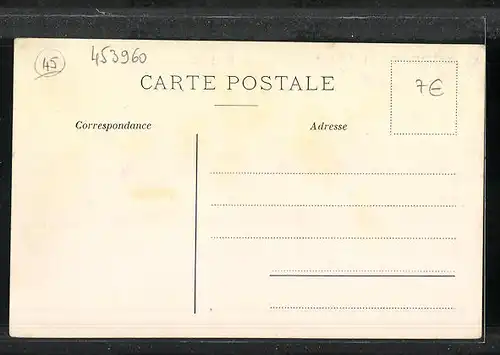 45 453960
CARTE POSTALE
7€
Correspondance Adresse